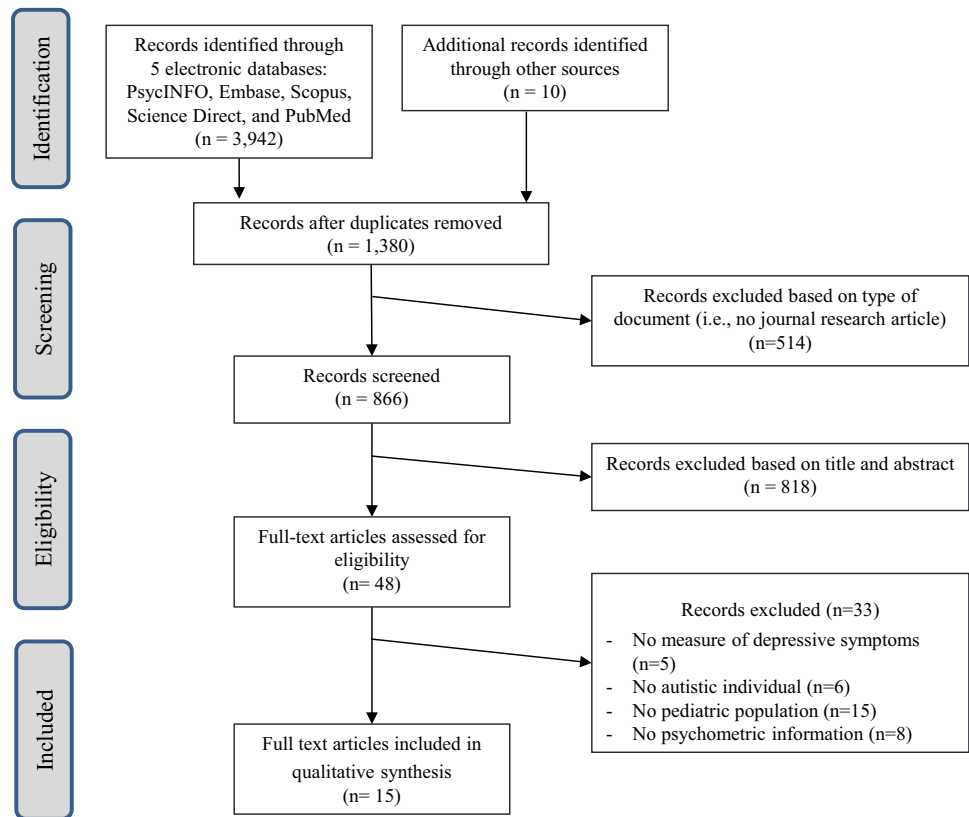 Identification
Records identified through
5 electronic databases:
PsycINFO, Embase, Scopus,
Science Direct, and PubMed
(n = 3,942)
Additional records identified
through other sources
(n = 10)
Screening
Records after duplicates removed
(n = 1,380)
Records excluded based on type of
document (i.e., no journal research article)
(n=514)
Records screened
(n = 866)
Eligibility
Records excluded based on title and abstract
(n = 818)
Full-text articles assessed for
eligibility
(n= 48)
Records excluded (n=33)
- No measure of depressive symptoms
(n=5)
- No autistic individual (n=6)
- No pediatric population (n=15)
- No psychometric information (n=8)
Included
Full text articles included in
qualitative synthesis
(n= 15)